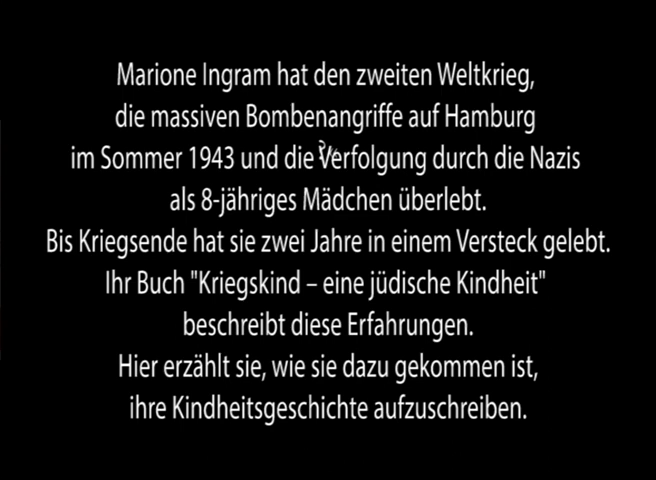 Marione Ingram hat den zweiten Weltkrieg,
die massiven Bombenangriffe auf Hamburg
im Sommer 1943 und die Verfolgung durch die Nazis
als 8-jähriges Mädchen überlebt.
Bis Kriegsende hat sie zwei Jahre in einem Versteck gelebt.
Ihr Buch "Kriegskind – eine jüdische Kindheit"
beschreibt diese Erfahrungen.
Hier erzählt sie, wie sie dazu gekommen ist,
ihre Kindheitsgeschichte aufzuschreiben.